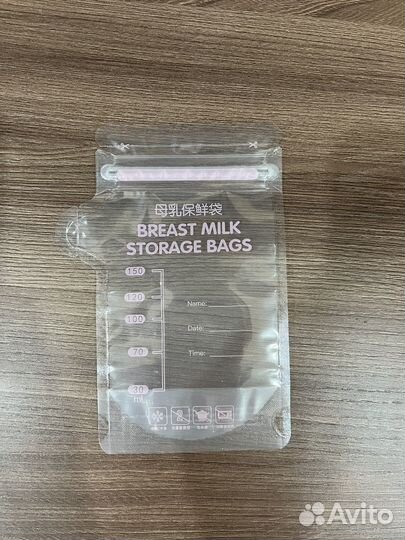 母乳保鲜袋
BREAST MILK
STORAGE BAGS
150
120
100
70
30
ml
Name:
Date:
Time:
Avito